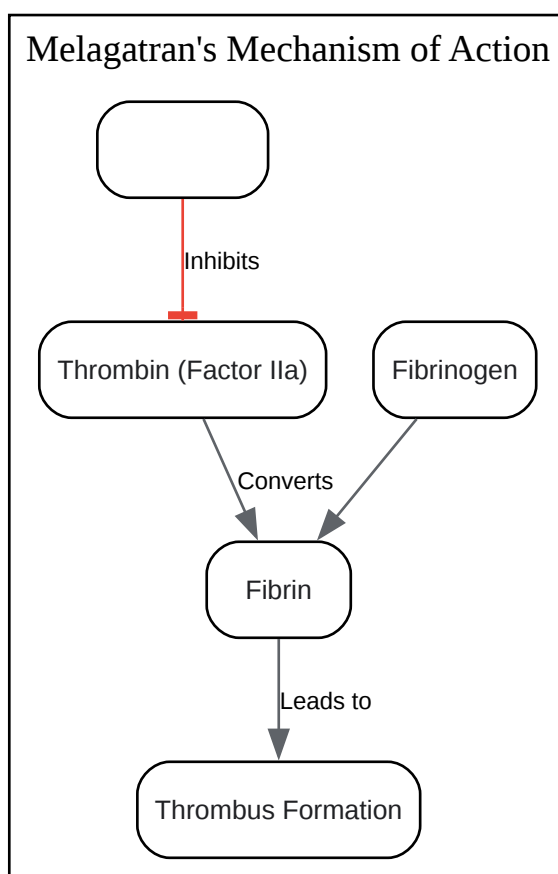 Melagatran's Mechanism of Action
Inhibits
Thrombin (Factor IIa)
Fibrinogen
Converts
Fibrin
Leads to
Thrombus Formation